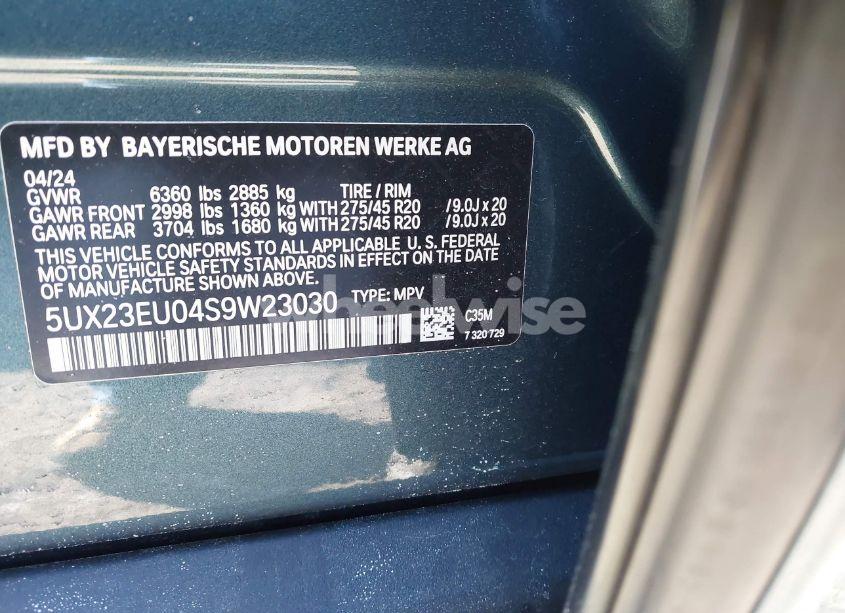 MFD BY BAYERISCHE MOTOREN WERKE AG
04/24
GVWR 6360 lbs 2885 kg TIRE / RIM
GAWR FRONT 2998 lbs 1360 kg WITH 275/45 R20 /9.0J x 20
GAWR REAR 3704 lbs 1680 kg WITH 275/45 R20 /9.0J x 20
THIS VEHICLE CONFORMS TO ALL APPLICABLE U. S. FEDERAL
MOTOR VEHICLE SAFETY STANDARDS IN EFFECT ON THE DATE
OF MANUFACTURE SHOWN ABOVE.
5UX23EU04S9W23030 TYPE: MPV
C35M
7 320 729
wheelwise